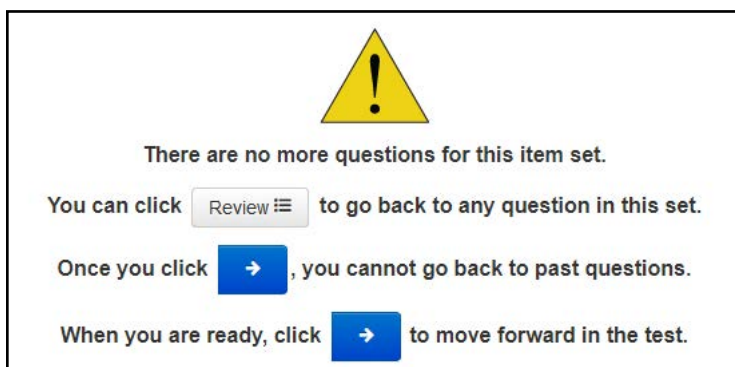 There are no more questions for this item set.
You can click Review to go back to any question in this set.
Once you click , you cannot go back to past questions.
When you are ready, click to move forward in the test.